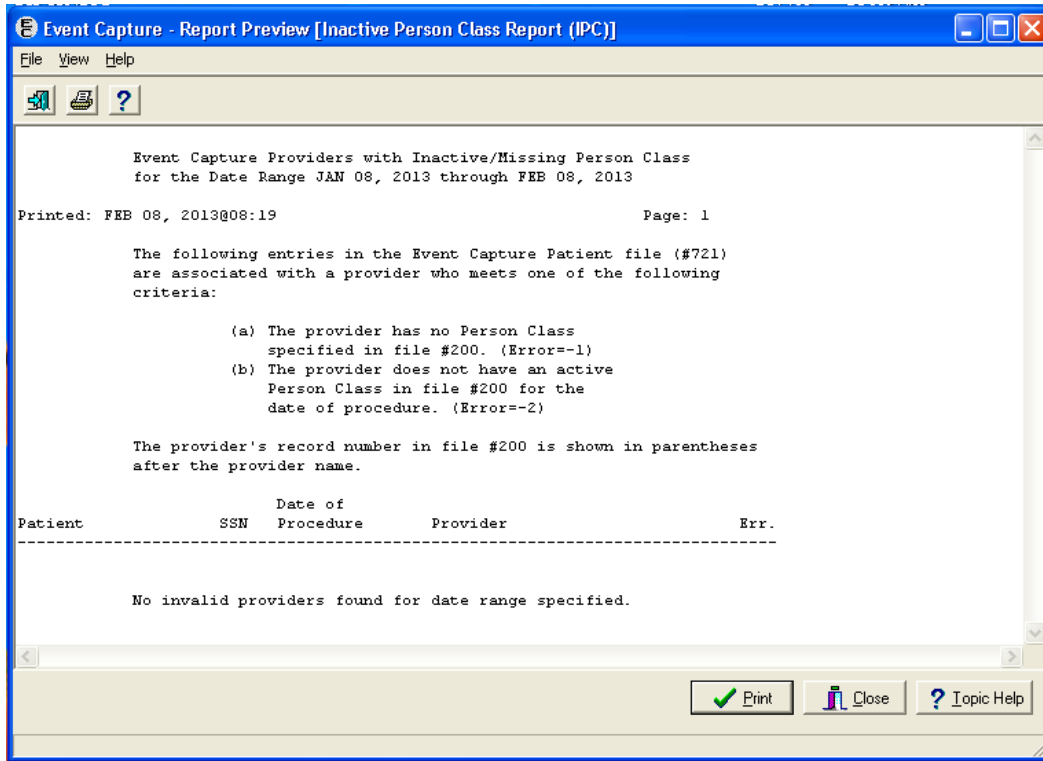 Event Capture - Report Preview [Inactive Person Class Report (IPC)]
File View Help
Event Capture Providers with Inactive/Missing Person Class
for the Date Range JAN 08, 2013 through FEB 08, 2013
Printed: FEB 08, 2013@08:19 Page: 1
The following entries in the Event Capture Patient file (#721)
are associated with a provider who meets one of the following
criteria:
(a) The provider has no Person Class
specified in file #200. (Error=-1)
(b) The provider does not have an active
Person Class in file #200 for the
date of procedure. (Error=-2)
The provider's record number in file #200 is shown in parentheses
after the provider name.
Date of
Patient SSN Procedure Provider Err.
-------------------------------------------------------------------------------
No invalid providers found for date range specified.
Print Close Topic Help